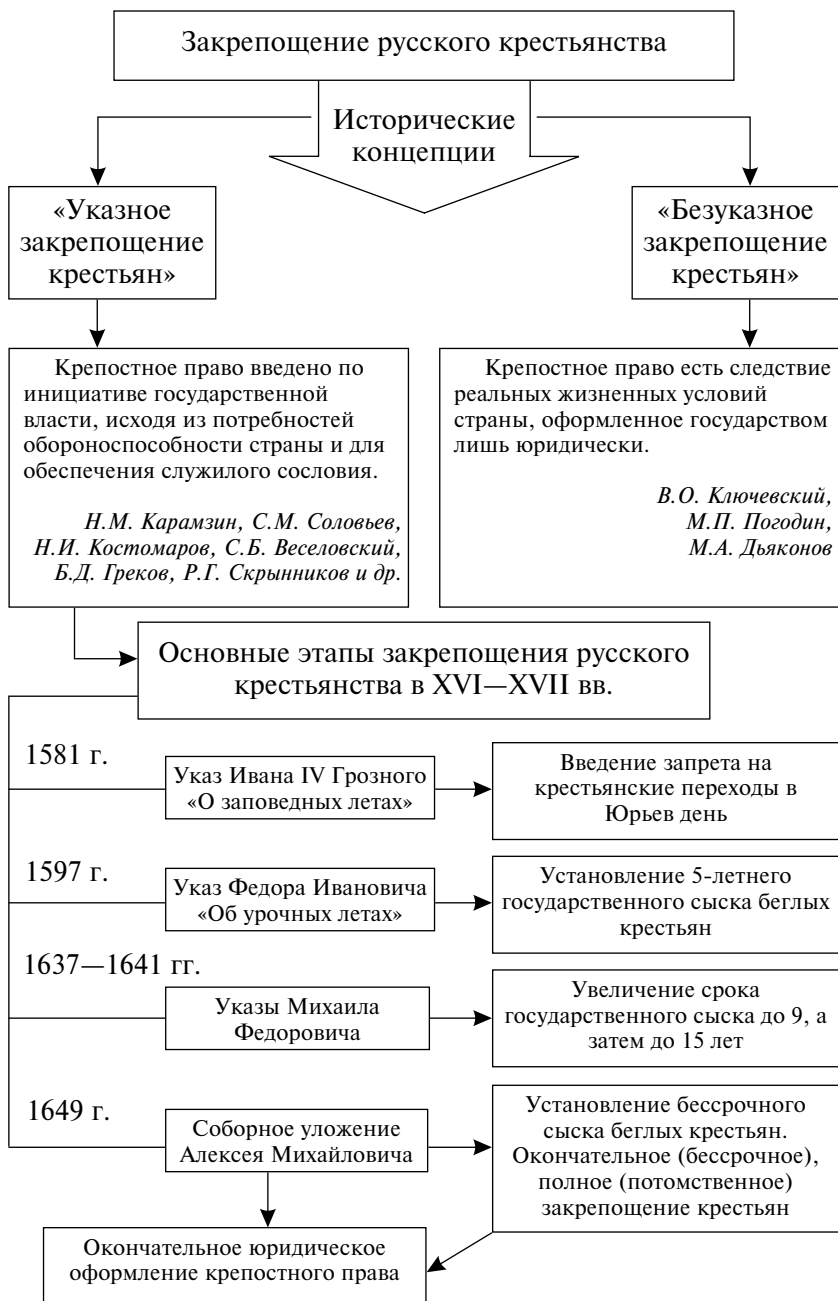 Закрепощение русского крестьянства
Исторические
концепции
«Указное
закрепощение
крестьян»
«Безуказное
закрепощение
крестьян»
Крепостное право введено по
инициативе государственной
власти, исходя из потребностей
обороноспособности страны и для
обеспечения служилого сословия.
Н.М. Карамзин, С.М. Соловьев,
Н.И. Костомаров, С.Б. Веселовский,
Б.Д. Греков, Р.Г. Скрынников и др.
Крепостное право есть следствие
реальных жизненных условий
страны, оформленное государством
лишь юридически.
В.О. Ключевский,
М.П. Погодин,
М.А. Дьяконов
Основные этапы закрепощения русского
крестьянства в XVI—XVII вв.
1581 г.
Указ Ивана IV Грозного
«О заповедных летах»
Введение запрета на
крестьянские переходы в
Юрьев день
1597 г.
Указ Федора Ивановича
«Об урочных летах»
Установление 5-летнего
государственного сыска беглых
крестьян
1637—1641 гг.
Указы Михаила
Федоровича
Увеличение срока
государственного сыска до 9, а
затем до 15 лет
1649 г.
Соборное уложение
Алексея Михайловича
Установление бессрочного
сыска беглых крестьян.
Окончательное (бессрочное),
полное (потомственное)
закрепощение крестьян
Окончательное юридическое
оформление крепостного права